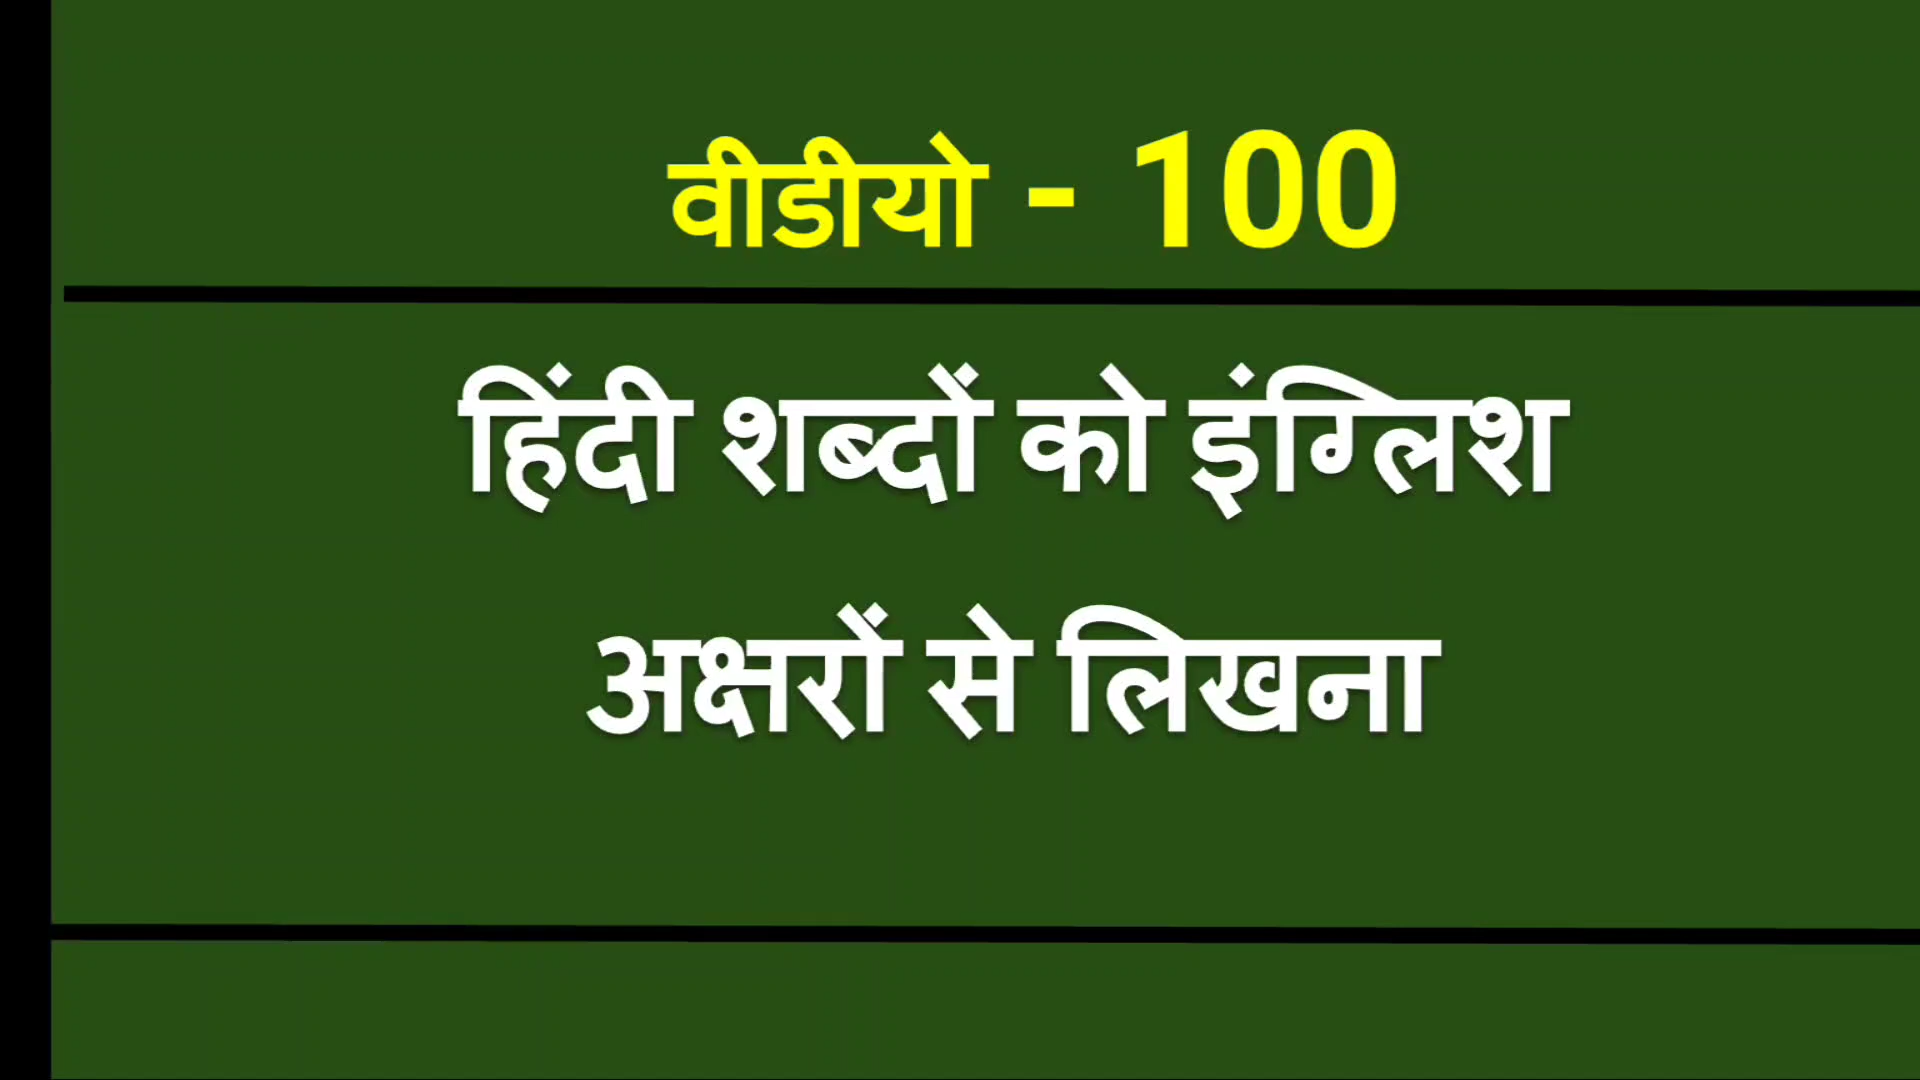 वीडीयो - 100
हिंदी शब्दों को इंग्लिश
अक्षरों से लिखना